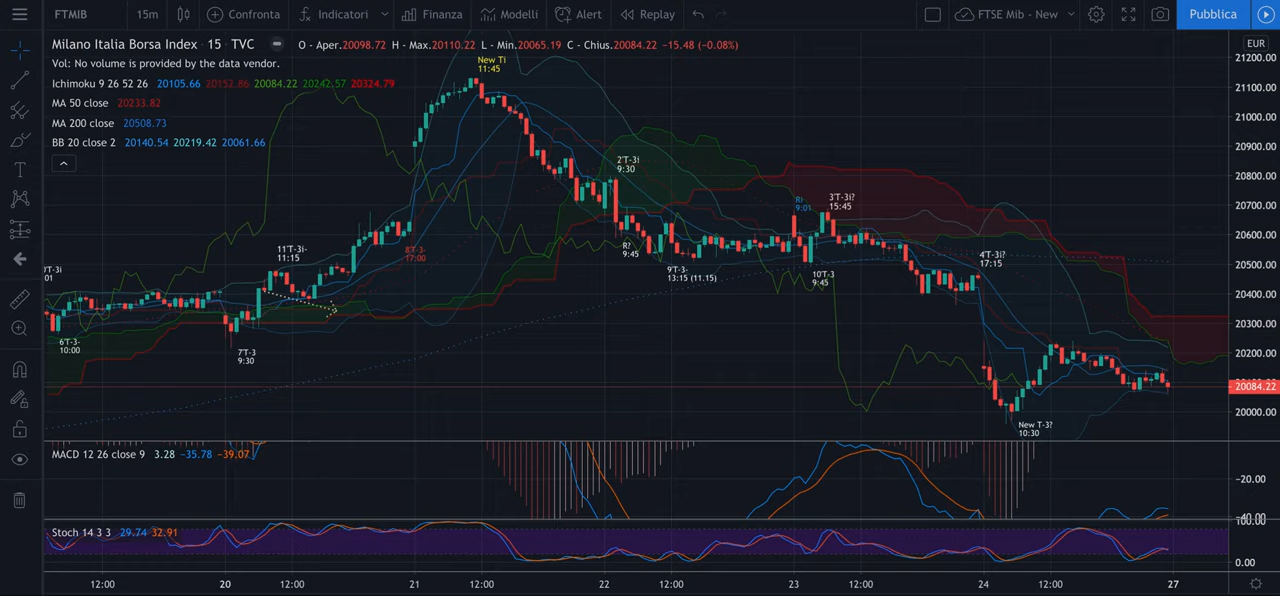 FTMIB 15m Confronta Indicatori Finanza Modelli Alert Replay FTSE Mib - New Pubblica
Milano Italia Borsa Index · 15 · TVC O - Aper.20098.72 H - Max.20110.22 L - Min.20065.19 C - Chius.20084.22 −15.48 (−0.08%)
EUR
Vol: No volume is provided by the data vendor.
Ichimoku 9 26 52 26 20105.66 20152.86 20084.22 20242.57 20324.79
MA 50 close 20233.82
MA 200 close 20508.73
BB 20 close 2 20140.54 20219.42 20061.66
New Ti
11:45
2'T-3i
9:30
Ri
9:01
3'T-3i?
15:45
11'T-3i-
11:15
8'T-3-
17:00
R?
9:45
9'T-3-
13:15 (11.15)
10'T-3
9:45
4'T-3i?
17:15
01
6'T-3-
10:00
7'T-3
9:30
New T-3?
10:30
21200.00
21100.00
21000.00
20900.00
20800.00
20700.00
20600.00
20500.00
20400.00
20300.00
20200.00
20084.22
20000.00
MACD 12 26 close 9 3.28 −35.78 −39.07
−20.00
−40.00
100.00
Stoch 14 3 3 29.74 32.91
0.00
12:00 20 12:00 21 12:00 22 12:00 23 12:00 24 12:00 27